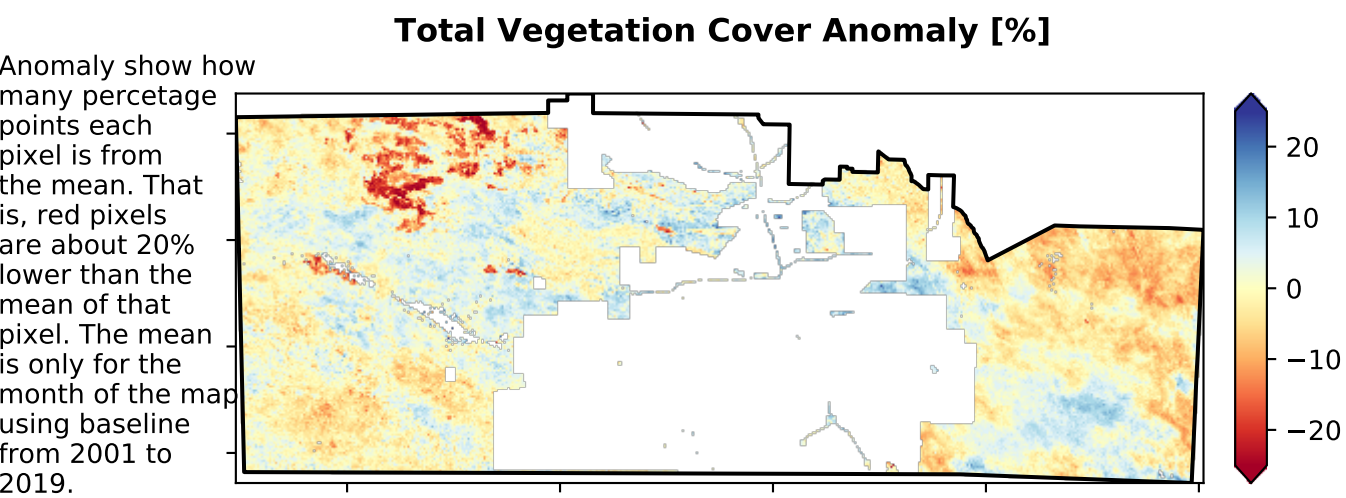 Total Vegetation Cover Anomaly [%]
Anomaly show how
many percetage
points each
pixel is from
the mean. That
is, red pixels
are about 20%
lower than the
mean of that
pixel. The mean
is only for the
month of the map
using baseline
from 2001 to
2019.
20
10
0
−10
−20